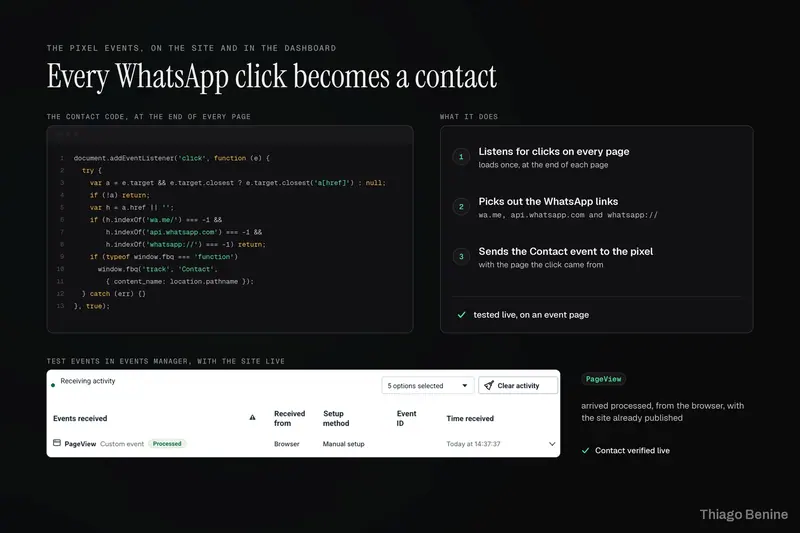 THE PIXEL EVENTS, ON THE SITE AND IN THE DASHBOARD
Every WhatsApp click becomes a contact
THE CONTACT CODE, AT THE END OF EVERY PAGE
1 document.addEventListener('click', function (e) {
2 try {
3 var a = e.target && e.target.closest ? e.target.closest('a[href]') : null;
4 if (!a) return;
5 var h = a.href || '';
6 if (h.indexOf('wa.me/') === -1 &&
7 h.indexOf('api.whatsapp.com') === -1 &&
8 h.indexOf('whatsapp://') === -1) return;
9 if (typeof window.fbq === 'function')
10 window.fbq('track', 'Contact',
11 { content_name: location.pathname });
12 } catch (err) {}
13 }, true);
WHAT IT DOES
1 Listens for clicks on every page
loads once, at the end of each page
2 Picks out the WhatsApp links
wa.me, api.whatsapp.com and whatsapp://
3 Sends the Contact event to the pixel
with the page the click came from
tested live, on an event page
TEST EVENTS IN EVENTS MANAGER, WITH THE SITE LIVE
Receiving activity
5 options selected
Clear activity
Events received
Received from
Setup method
Event ID
Time received
PageView Custom event Processed
Browser
Manual setup
Today at 14:37:37
PageView
arrived processed, from the browser, with
the site already published
Contact verified live
Thiago Benine